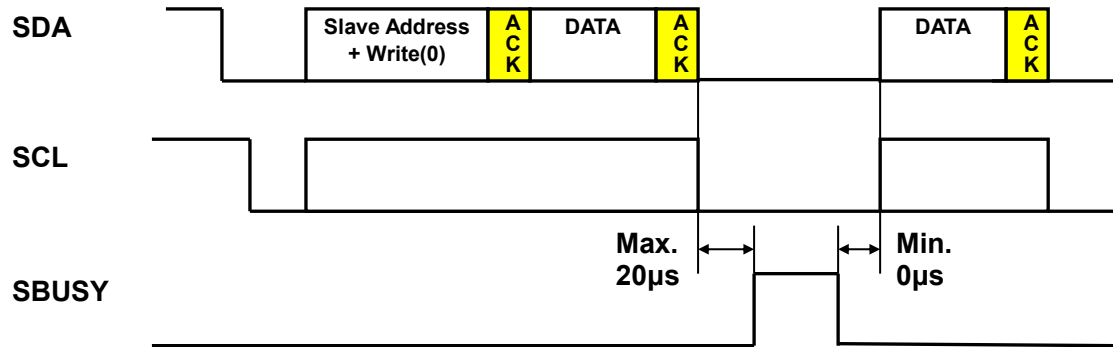 SDA
Slave Address
+ Write(0)
A
C
K
DATA
A
C
K
DATA
A
C
K
SCL
Max.
20µs
Min.
0µs
SBUSY